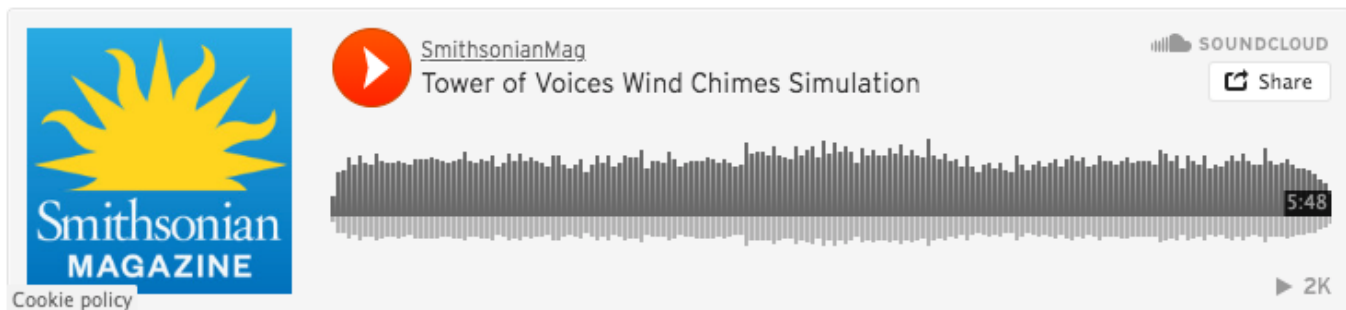 SmithsonianMag
Tower of Voices Wind Chimes Simulation
SOUNDCLOUD
Share
5:48
Smithsonian
MAGAZINE
Cookie policy
2K